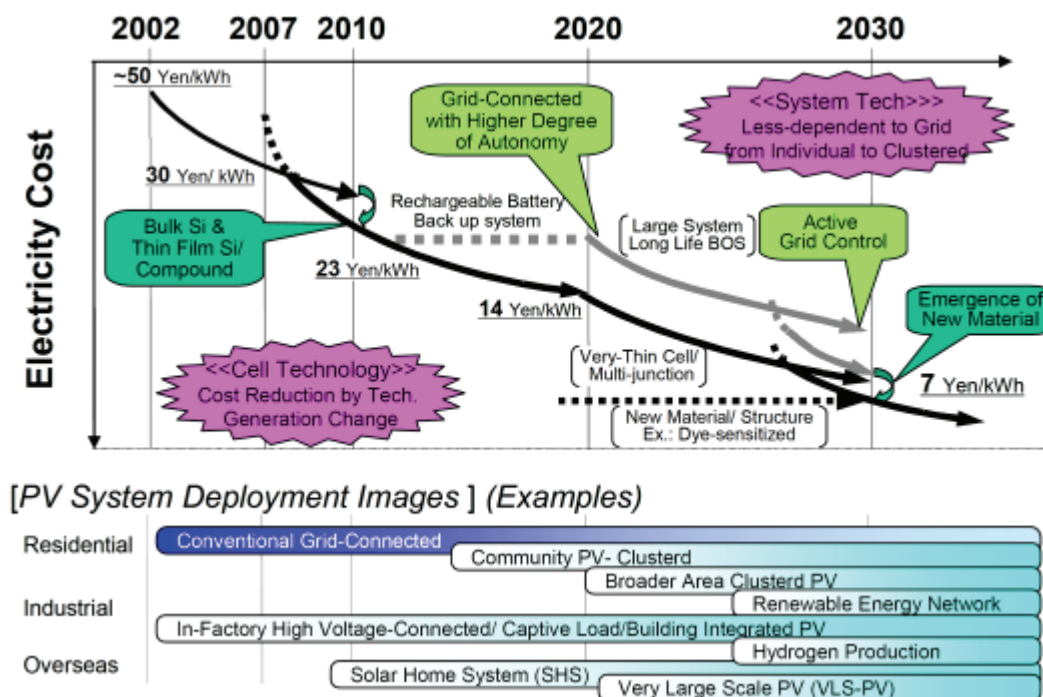 2002 2007 2010 2020 2030
Electricity Cost
~50 Yen/kWh
Grid-Connected
with Higher Degree
of Autonomy
<<System Tech>>>
Less-dependent to Grid
from Individual to Clustered
30 Yen/ kWh
Rechargeable Battery
Back up system
Bulk Si &
Thin Film Si/
Compound
Large System
Long Life BOS
Active
Grid Control
23 Yen/kWh
14 Yen/kWh
Emergence of
New Material
<<Cell Technology>>
Cost Reduction by Tech.
Generation Change
Very-Thin Cell/
Multi-junction
7 Yen/kWh
New Material/ Structure
Ex.: Dye-sensitized
[PV System Deployment Images ] (Examples)
Residential
Conventional Grid-Connected
Community PV- Clusterd
Broader Area Clusterd PV
Industrial
Renewable Energy Network
In-Factory High Voltage-Connected/ Captive Load/Building Integrated PV
Hydrogen Production
Overseas
Solar Home System (SHS)
Very Large Scale PV (VLS-PV)